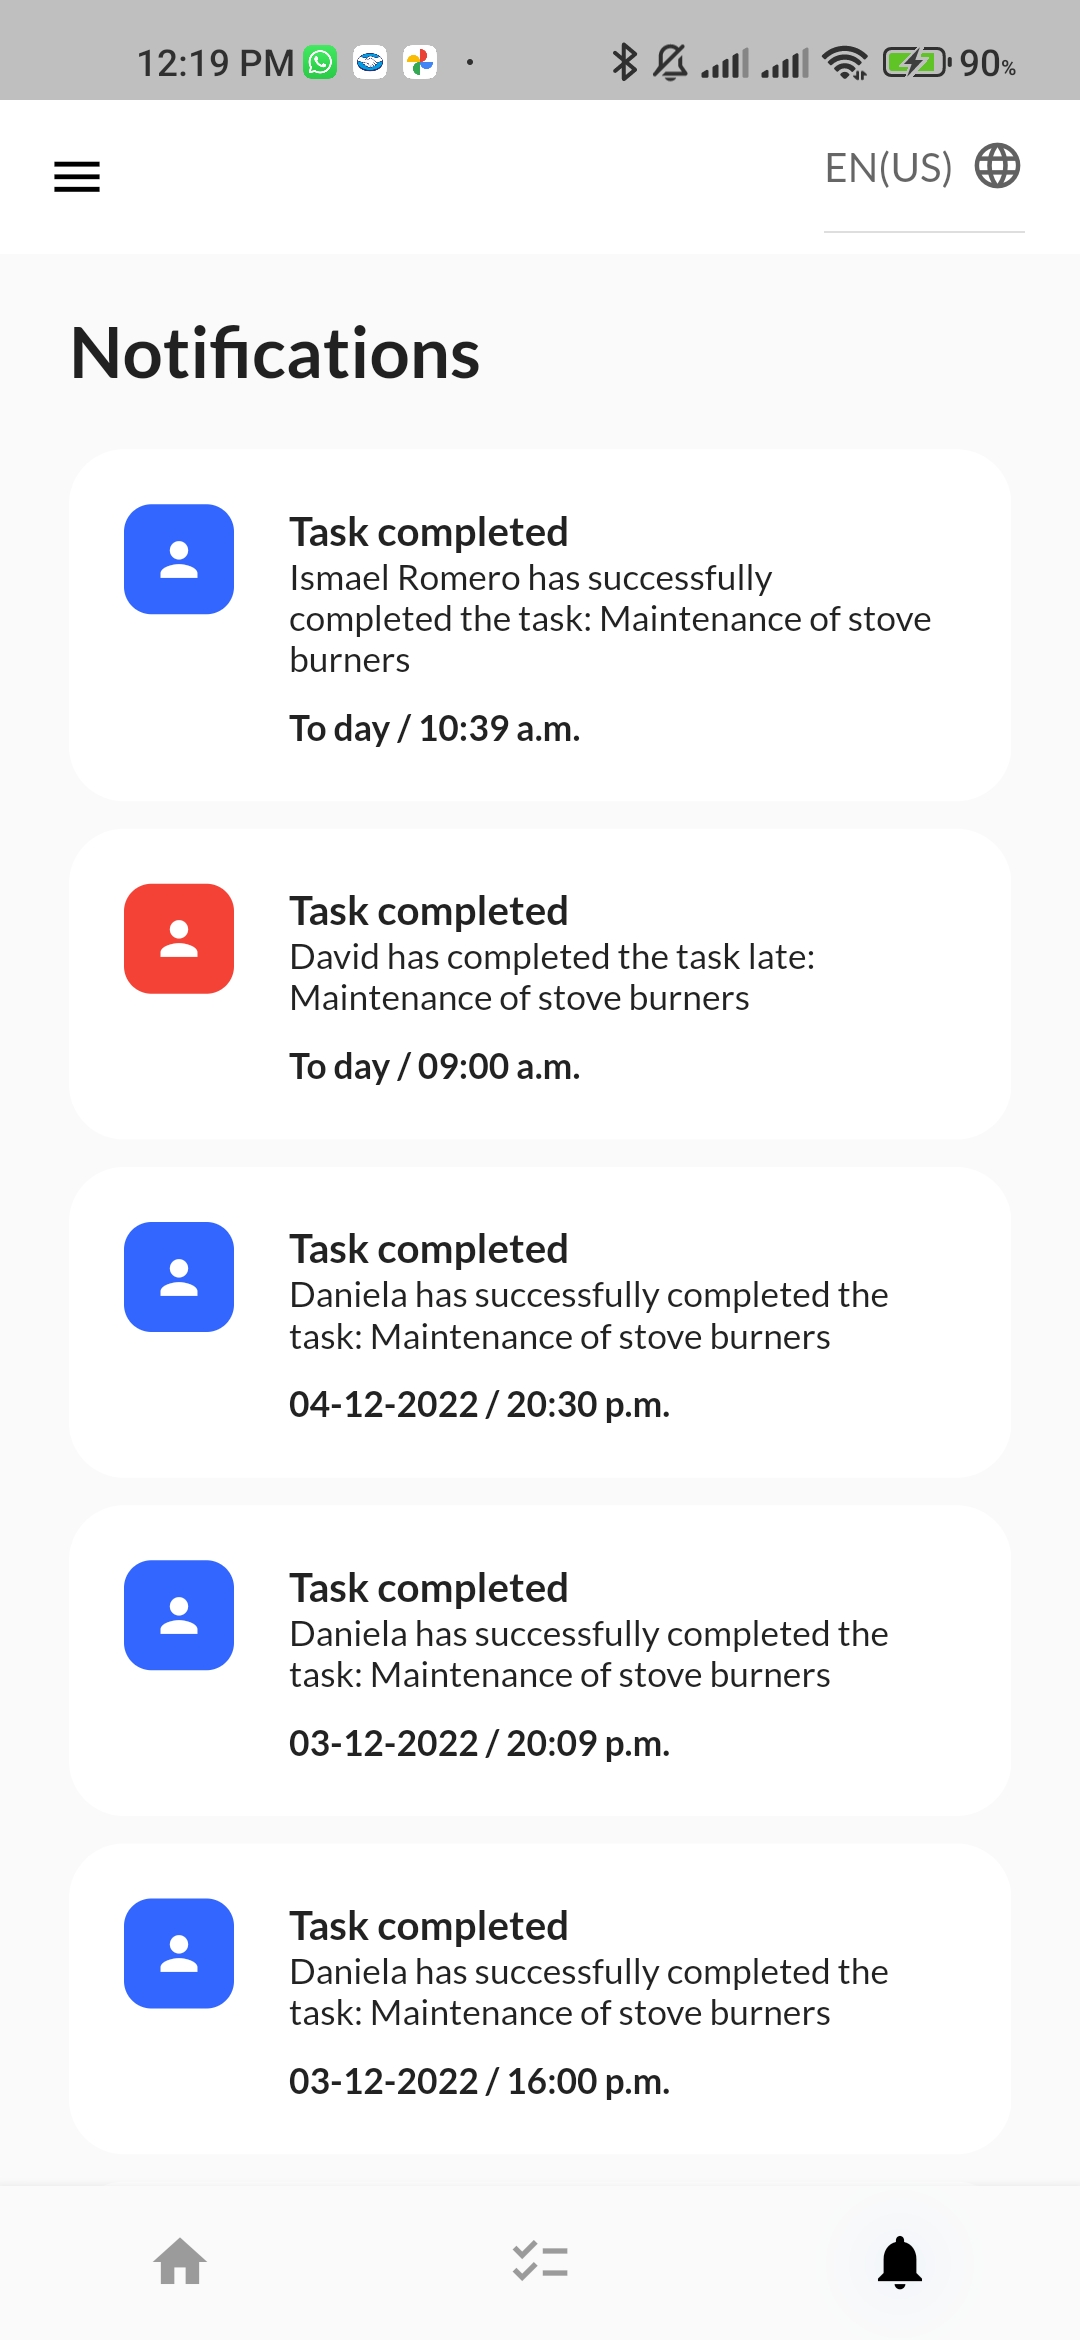 12:19 PM
90%
EN(US)
Notifications
Task completed
Ismael Romero has successfully
completed the task: Maintenance of stove
burners
To day / 10:39 a.m.
Task completed
David has completed the task late:
Maintenance of stove burners
To day / 09:00 a.m.
Task completed
Daniela has successfully completed the
task: Maintenance of stove burners
04-12-2022 / 20:30 p.m.
Task completed
Daniela has successfully completed the
task: Maintenance of stove burners
03-12-2022 / 20:09 p.m.
Task completed
Daniela has successfully completed the
task: Maintenance of stove burners
03-12-2022 / 16:00 p.m.